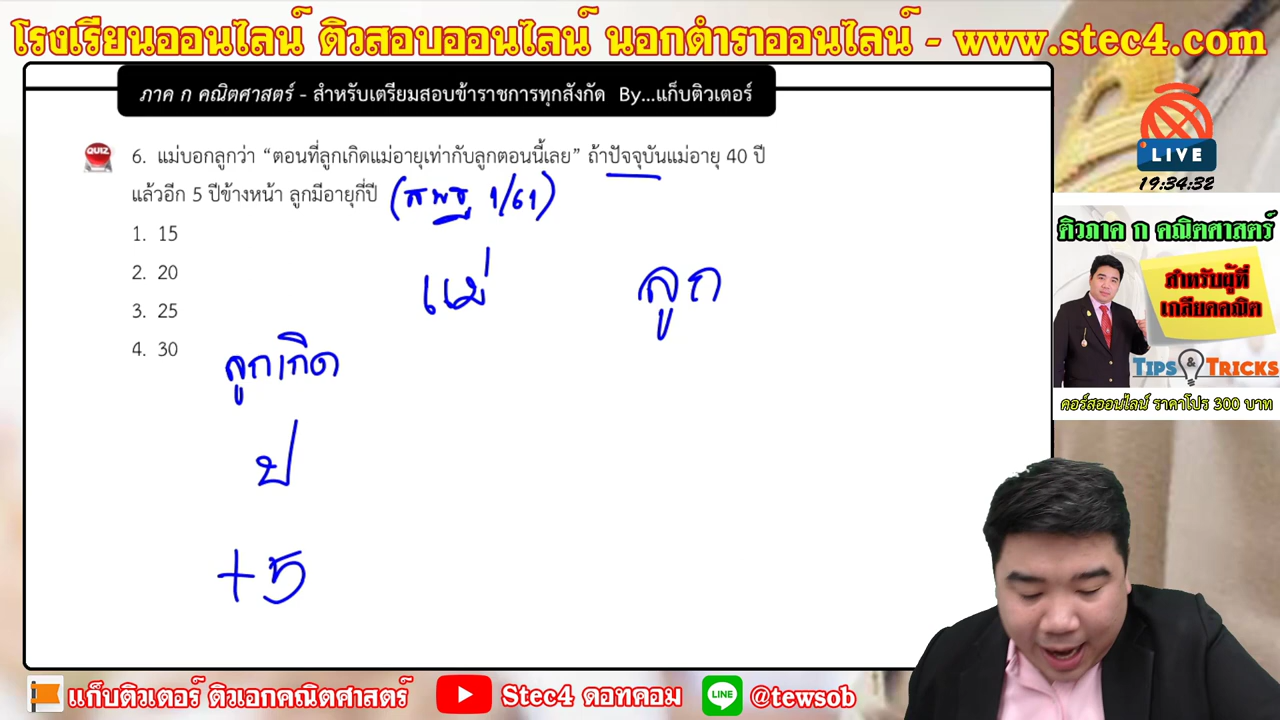 โรงเรียนออนไลน์ ติวสอบออนไลน์ นอกตำราออนไลน์ - www.stec4.com
ภาค ก คณิตศาสตร์ - สำหรับเตรียมสอบข้าราชการทุกสังกัด By...แก็บติวเตอร์
LIVE
19:34:32
QUIZ
6. แม่บอกลูกว่า “ตอนที่ลูกเกิดแม่อายุเท่ากับลูกตอนนี้เลย” ถ้าปัจจุบันแม่อายุ 40 ปี
แล้วอีก 5 ปีข้างหน้า ลูกมีอายุกี่ปี
1/61)
1. 15
2. 20
3. 25
4. 30
แม่ ลูก
ลูกเกิด
ป
+5
ติวภาค ก คณิตศาสตร์
สำหรับผู้ที่
เกลียดคณิต
TIPS & TRICKS
คอร์สออนไลน์ ราคาโปร 300 บาท
แก็บติวเตอร์ ติวเอกคณิตศาสตร์ Stec4 ดอทคอม LINE @tewsob